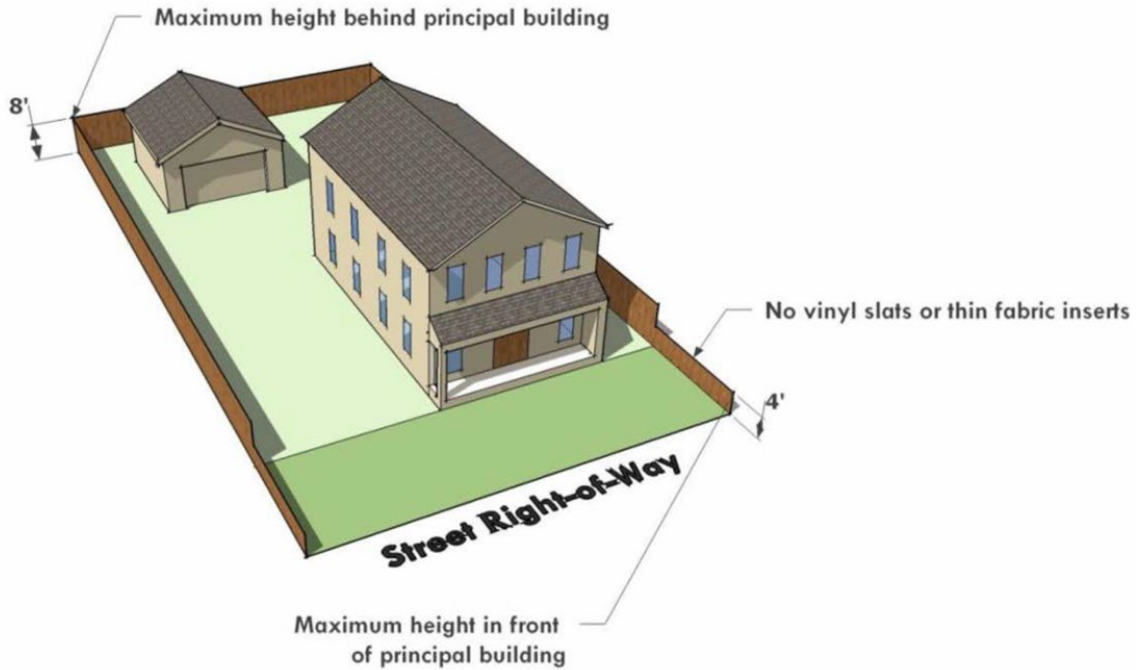 Maximum height behind principal building
8'
No vinyl slats or thin fabric inserts
4'
Street Right-of-Way
Maximum height in front
of principal building